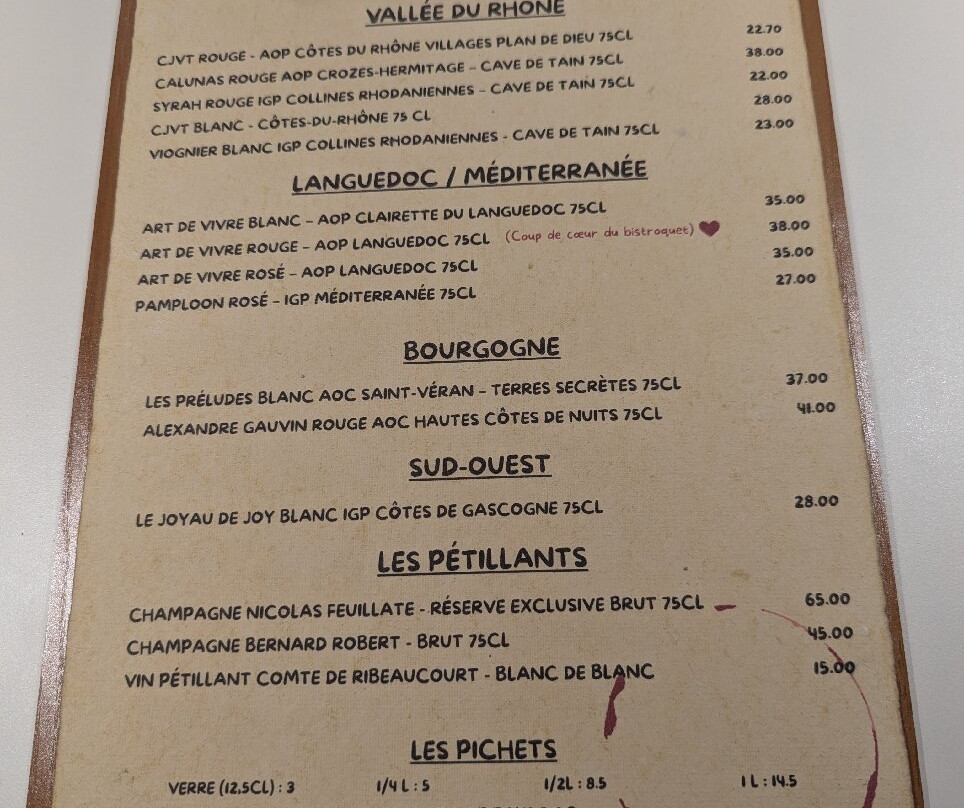 VALLÉE DU RHÔNE
CJVT ROUGE - AOP CÔTES DU RHÔNE VILLAGES PLAN DE DIEU 75CL 22.70
CALUNAS ROUGE AOP CROZES-HERMITAGE – CAVE DE TAIN 75CL 38.00
SYRAH ROUGE IGP COLLINES RHODANIENNES – CAVE DE TAIN 75CL 22.00
CJVT BLANC - CÔTES-DU-RHÔNE 75 CL 28.00
VIOGNIER BLANC IGP COLLINES RHODANIENNES - CAVE DE TAIN 75CL 23.00
LANGUEDOC / MÉDITERRANÉE
ART DE VIVRE BLANC – AOP CLAIRETTE DU LANGUEDOC 75CL 35.00
ART DE VIVRE ROUGE – AOP LANGUEDOC 75CL (Coup de cœur du bistroquet) 38.00
ART DE VIVRE ROSÉ – AOP LANGUEDOC 75CL 35.00
PAMPLOON ROSÉ – IGP MÉDITERRANÉE 75CL 27.00
BOURGOGNE
LES PRÉLUDES BLANC AOC SAINT-VÉRAN – TERRES SECRÈTES 75CL 37.00
ALEXANDRE GAUVIN ROUGE AOC HAUTES CÔTES DE NUITS 75CL 41.00
SUD-OUEST
LE JOYAU DE JOY BLANC IGP CÔTES DE GASCOGNE 75CL 28.00
LES PÉTILLANTS
CHAMPAGNE NICOLAS FEUILLATE - RÉSERVE EXCLUSIVE BRUT 75CL 65.00
CHAMPAGNE BERNARD ROBERT - BRUT 75CL 45.00
VIN PÉTILLANT COMTE DE RIBEAUCOURT - BLANC DE BLANC 15.00
LES PICHETS
VERRE (12,5CL) : 3 1/4 L : 5 1/2L : 8.5 1 L : 14.5